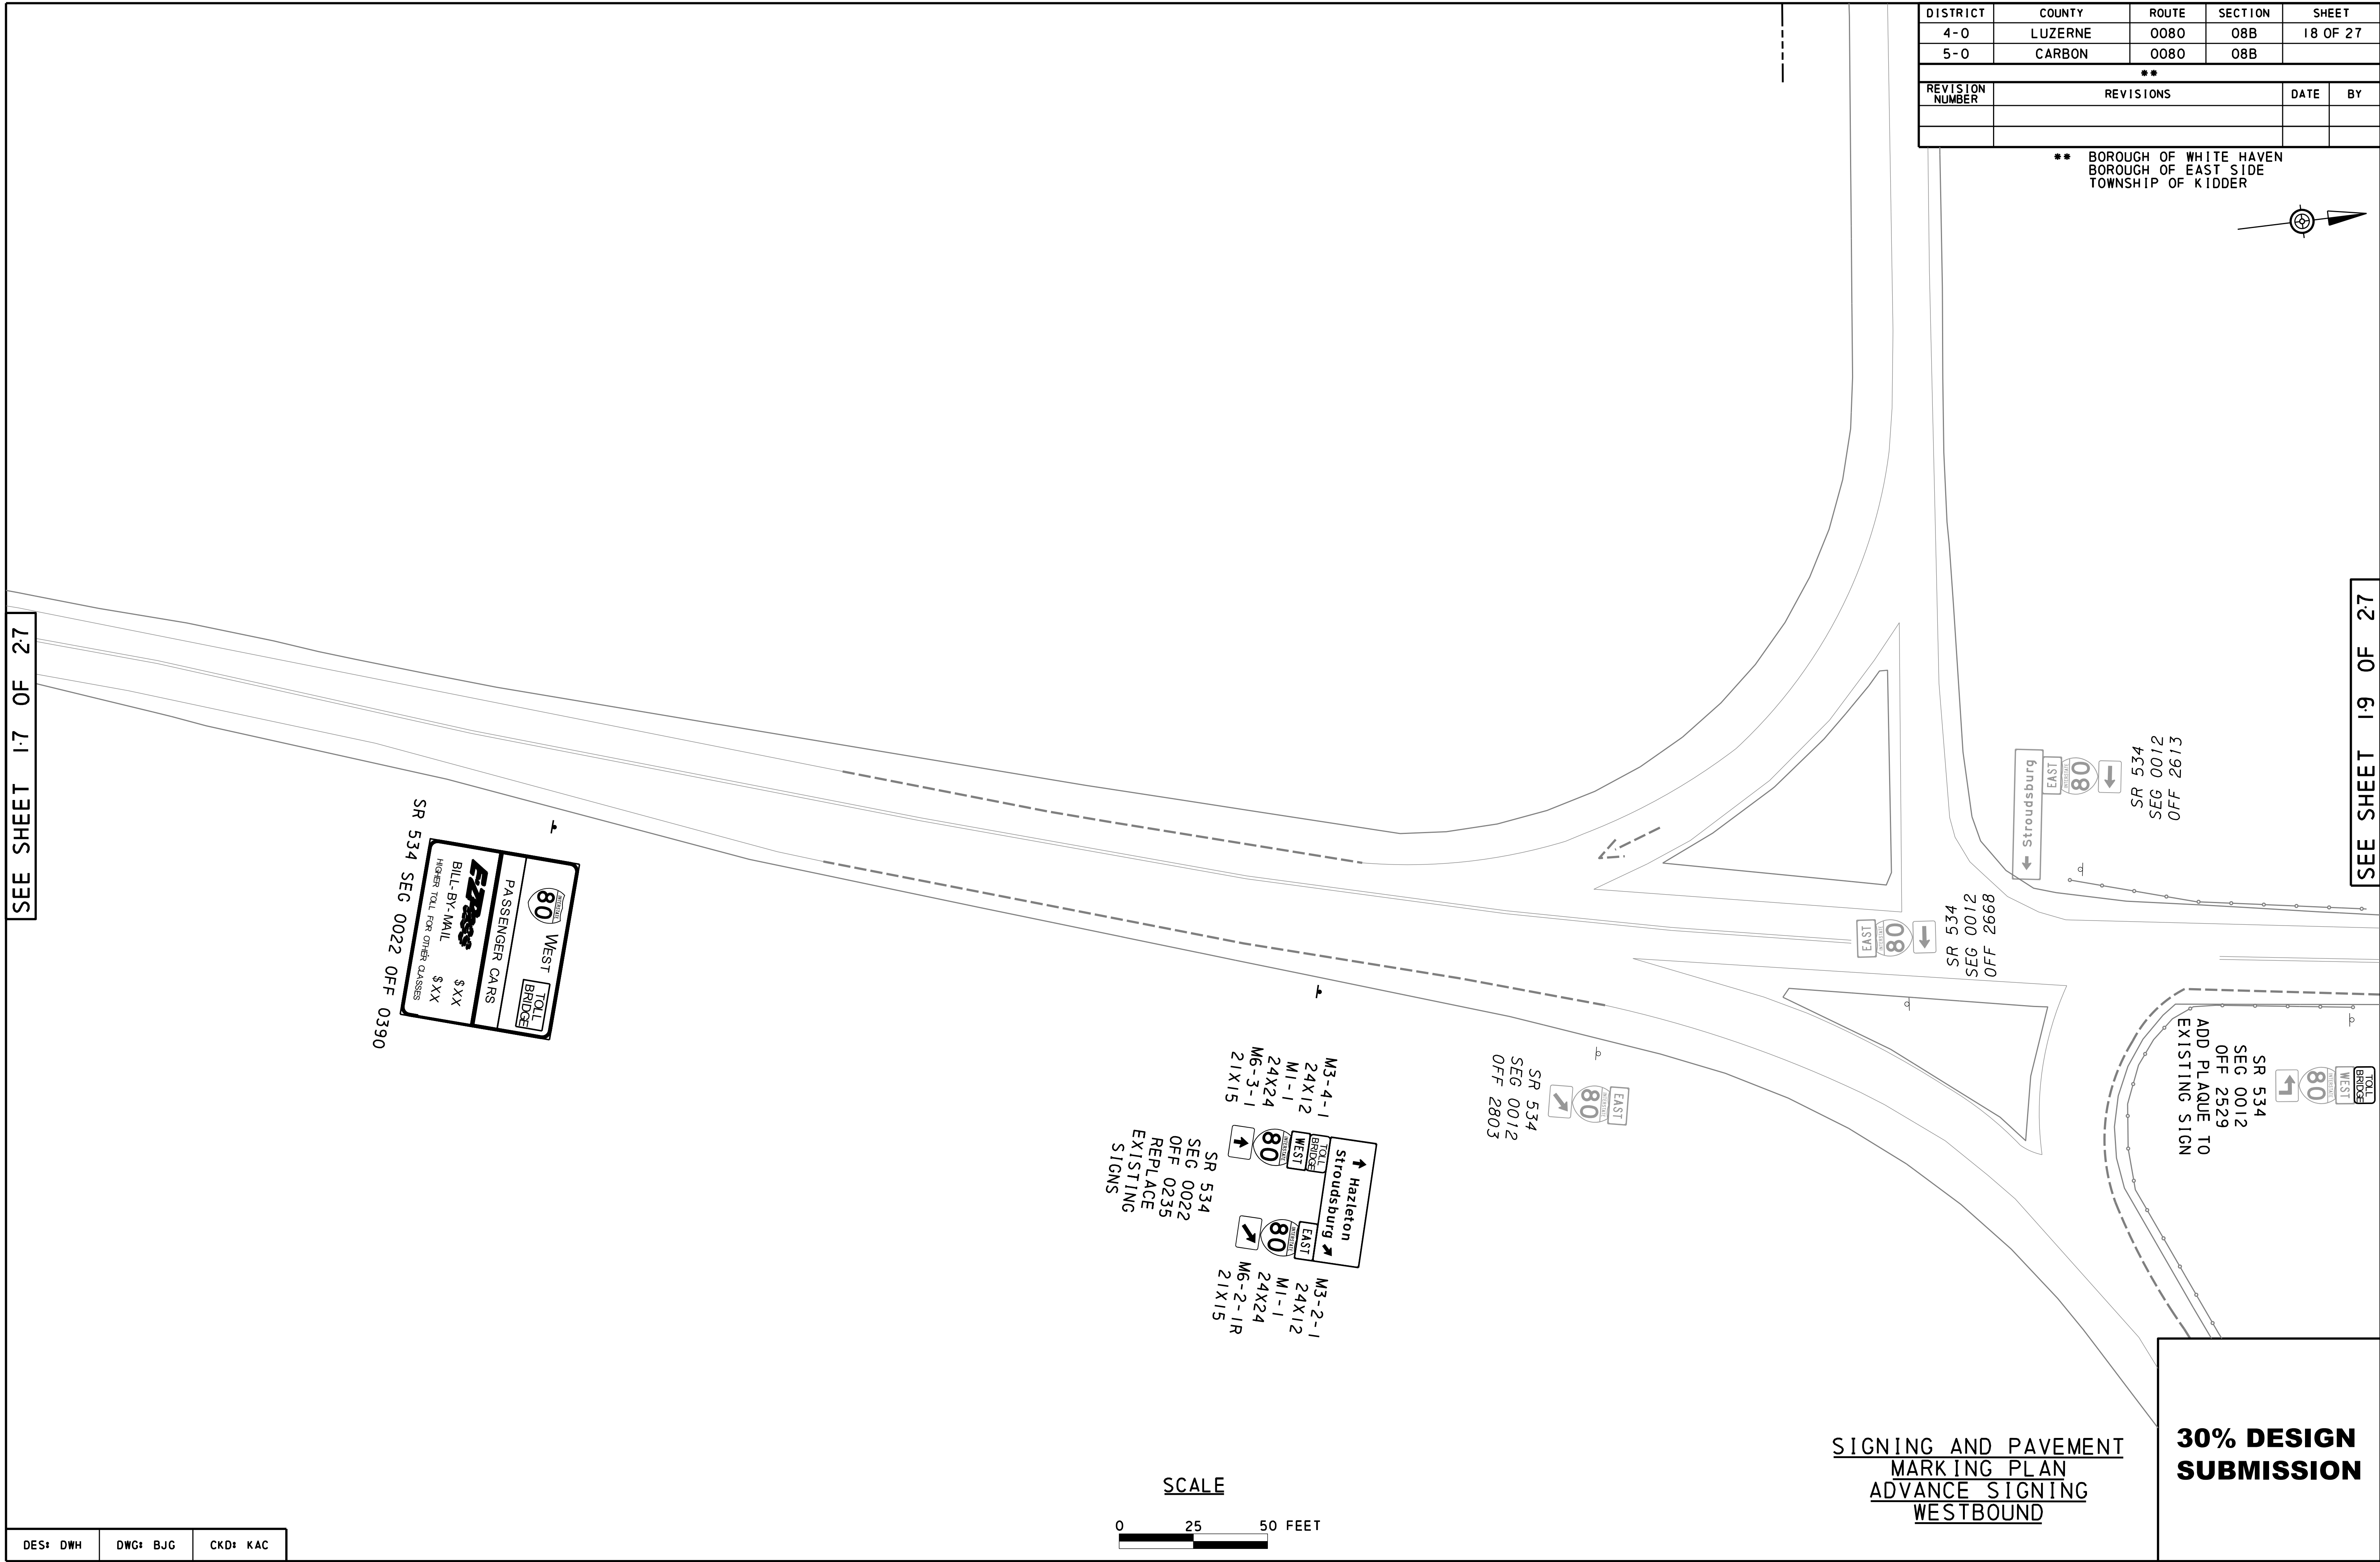 DISTRICT COUNTY ROUTE SECTION SHEET
4-0 LUZERNE 0080 08B 18 OF 27
5-0 CARBON 0080 08B
**
REVISION NUMBER REVISIONS DATE BY
** BOROUGH OF WHITE HAVEN
BOROUGH OF EAST SIDE
TOWNSHIP OF KIDDER
SEE SHEET 17 OF 27
SEE SHEET 19 OF 27
INTERSTATE
80 WEST
TOLL
BRIDGE
PASSENGER CARS
E-ZPass $XX
BILL-BY-MAIL $XX
HIGHER TOLL FOR OTHER CLASSES
SR 534 SEG 0022 OFF 0390
Hazleton
Stroudsburg
TOLL
BRIDGE
WEST
INTERSTATE
80
EAST
INTERSTATE
80
M3-4-1
24X12
M1-1
24X24
M6-3-1
21X15
M3-2-1
24X12
M1-1
24X24
M6-2-1R
21X15
SR 534
SEG 0022
OFF 0235
REPLACE
EXISTING
SIGNS
EAST
INTERSTATE
80
SR 534
SEG 0012
OFF 2803
EAST
INTERSTATE
80
SR 534
SEG 0012
OFF 2668
Stroudsburg
EAST
INTERSTATE
80
SR 534
SEG 0012
OFF 2613
TOLL
BRIDGE
WEST
INTERSTATE
80
SR 534
SEG 0012
OFF 2529
ADD PLAQUE TO
EXISTING SIGN
SIGNING AND PAVEMENT
MARKING PLAN
ADVANCE SIGNING
WESTBOUND
30% DESIGN
SUBMISSION
SCALE
0 25 50 FEET
DES: DWH DWG: BJG CKD: KAC